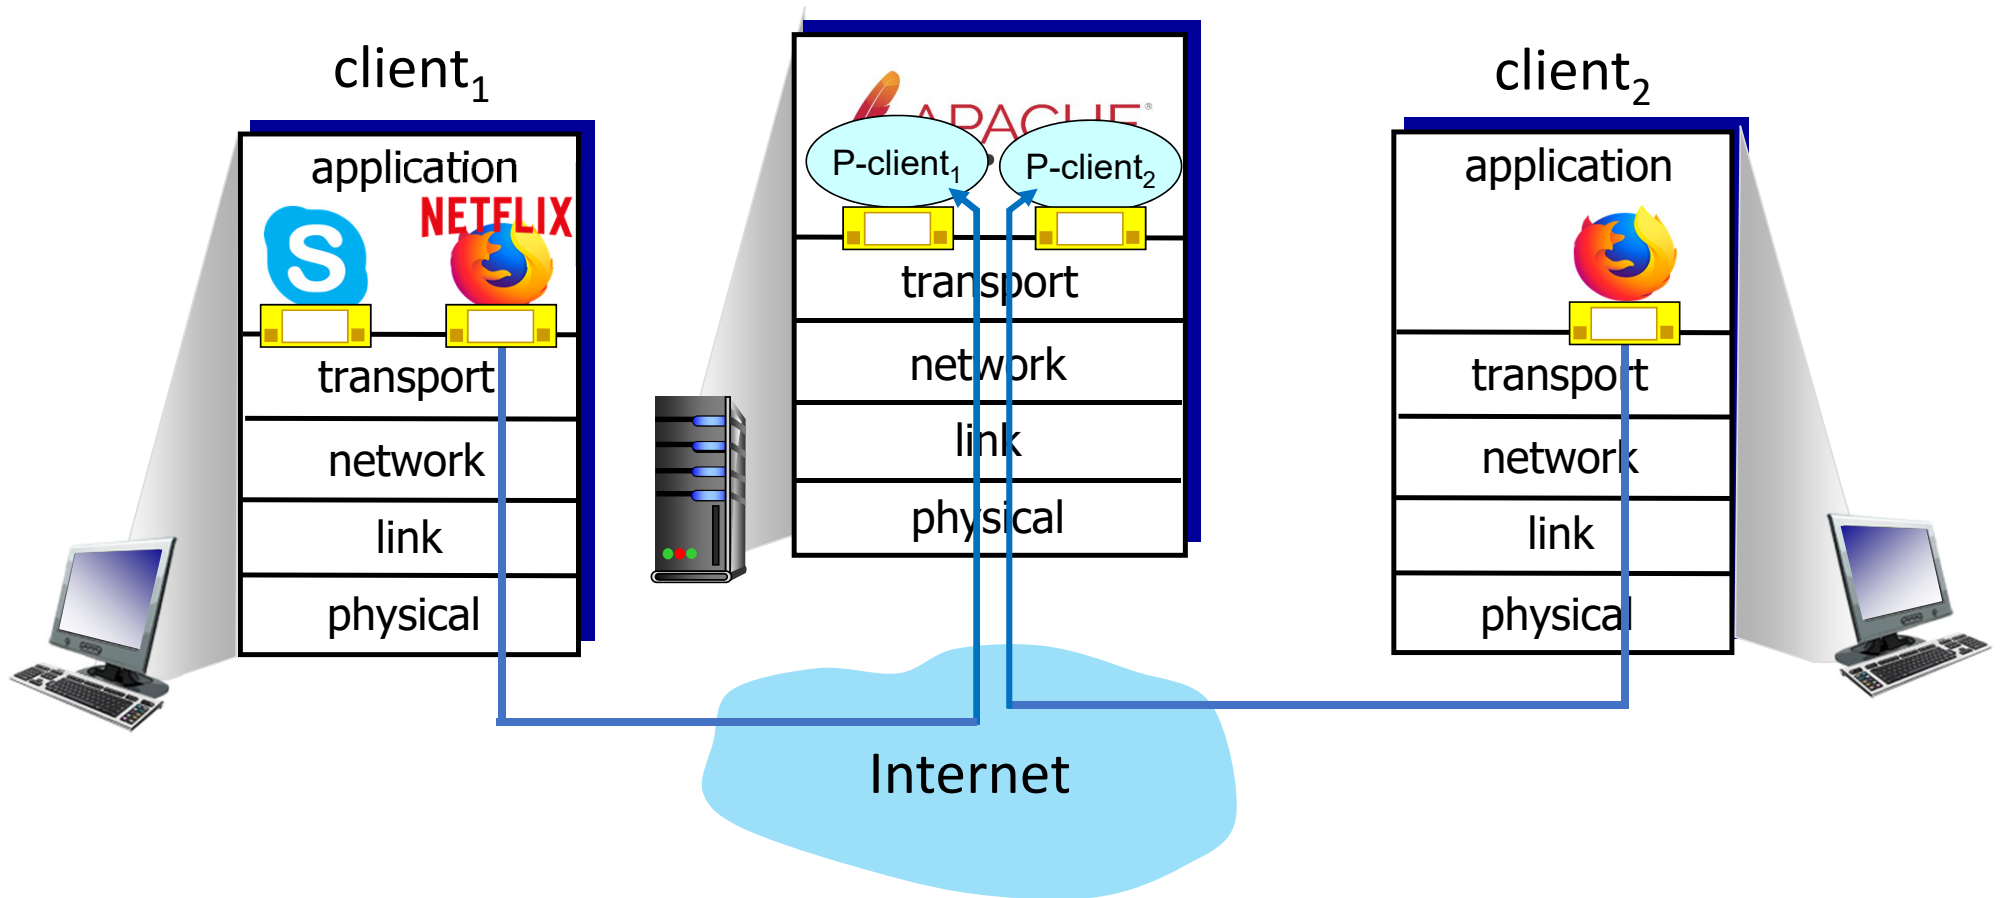 client₁
application
NETFLIX
S
transport
network
link
physical
APACHE®
P-client₁
P-client₂
transport
network
link
physical
client₂
application
transport
network
link
physical
Internet